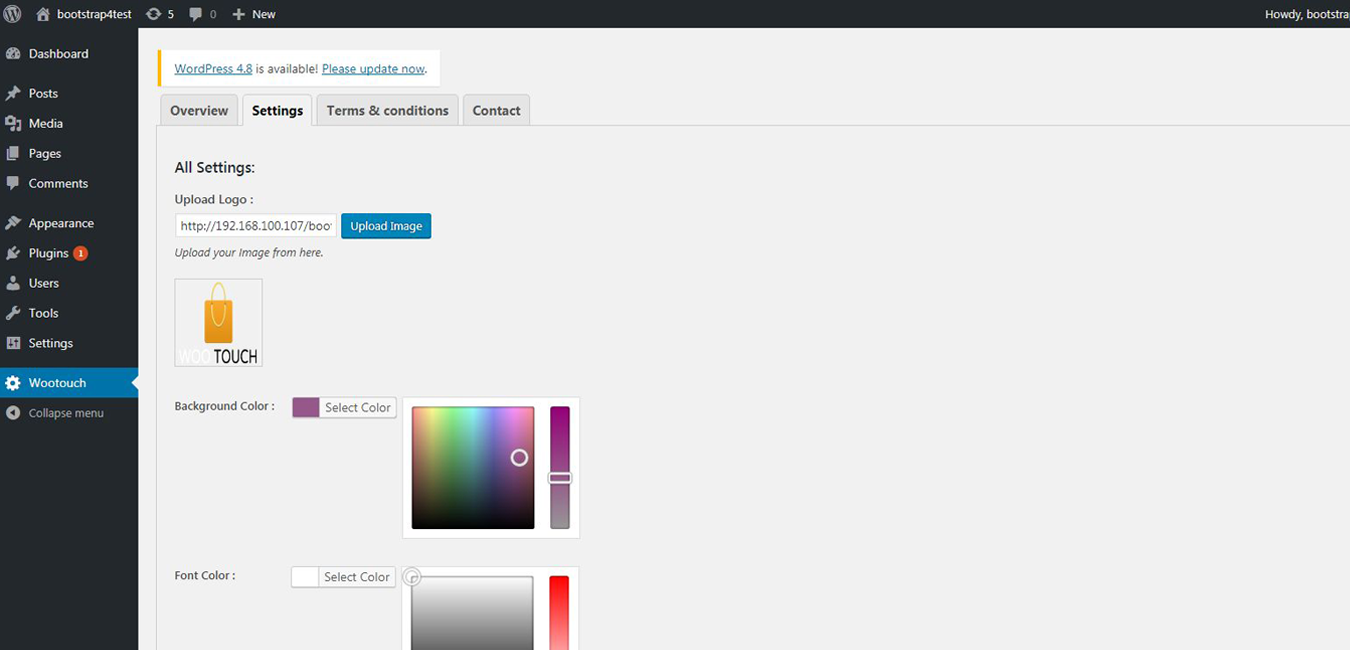 bootstrap4test 5 0 New Howdy, bootstra
Dashboard
Posts
Media
Pages
Comments
Appearance
Plugins 1
Users
Tools
Settings
Wootouch
Collapse menu
WordPress 4.8 is available! Please update now.
Overview Settings Terms & conditions Contact
All Settings:
Upload Logo :
http://192.168.100.107/boo Upload Image
Upload your Image from here.
WOO TOUCH
Background Color : Select Color
Font Color : Select Color